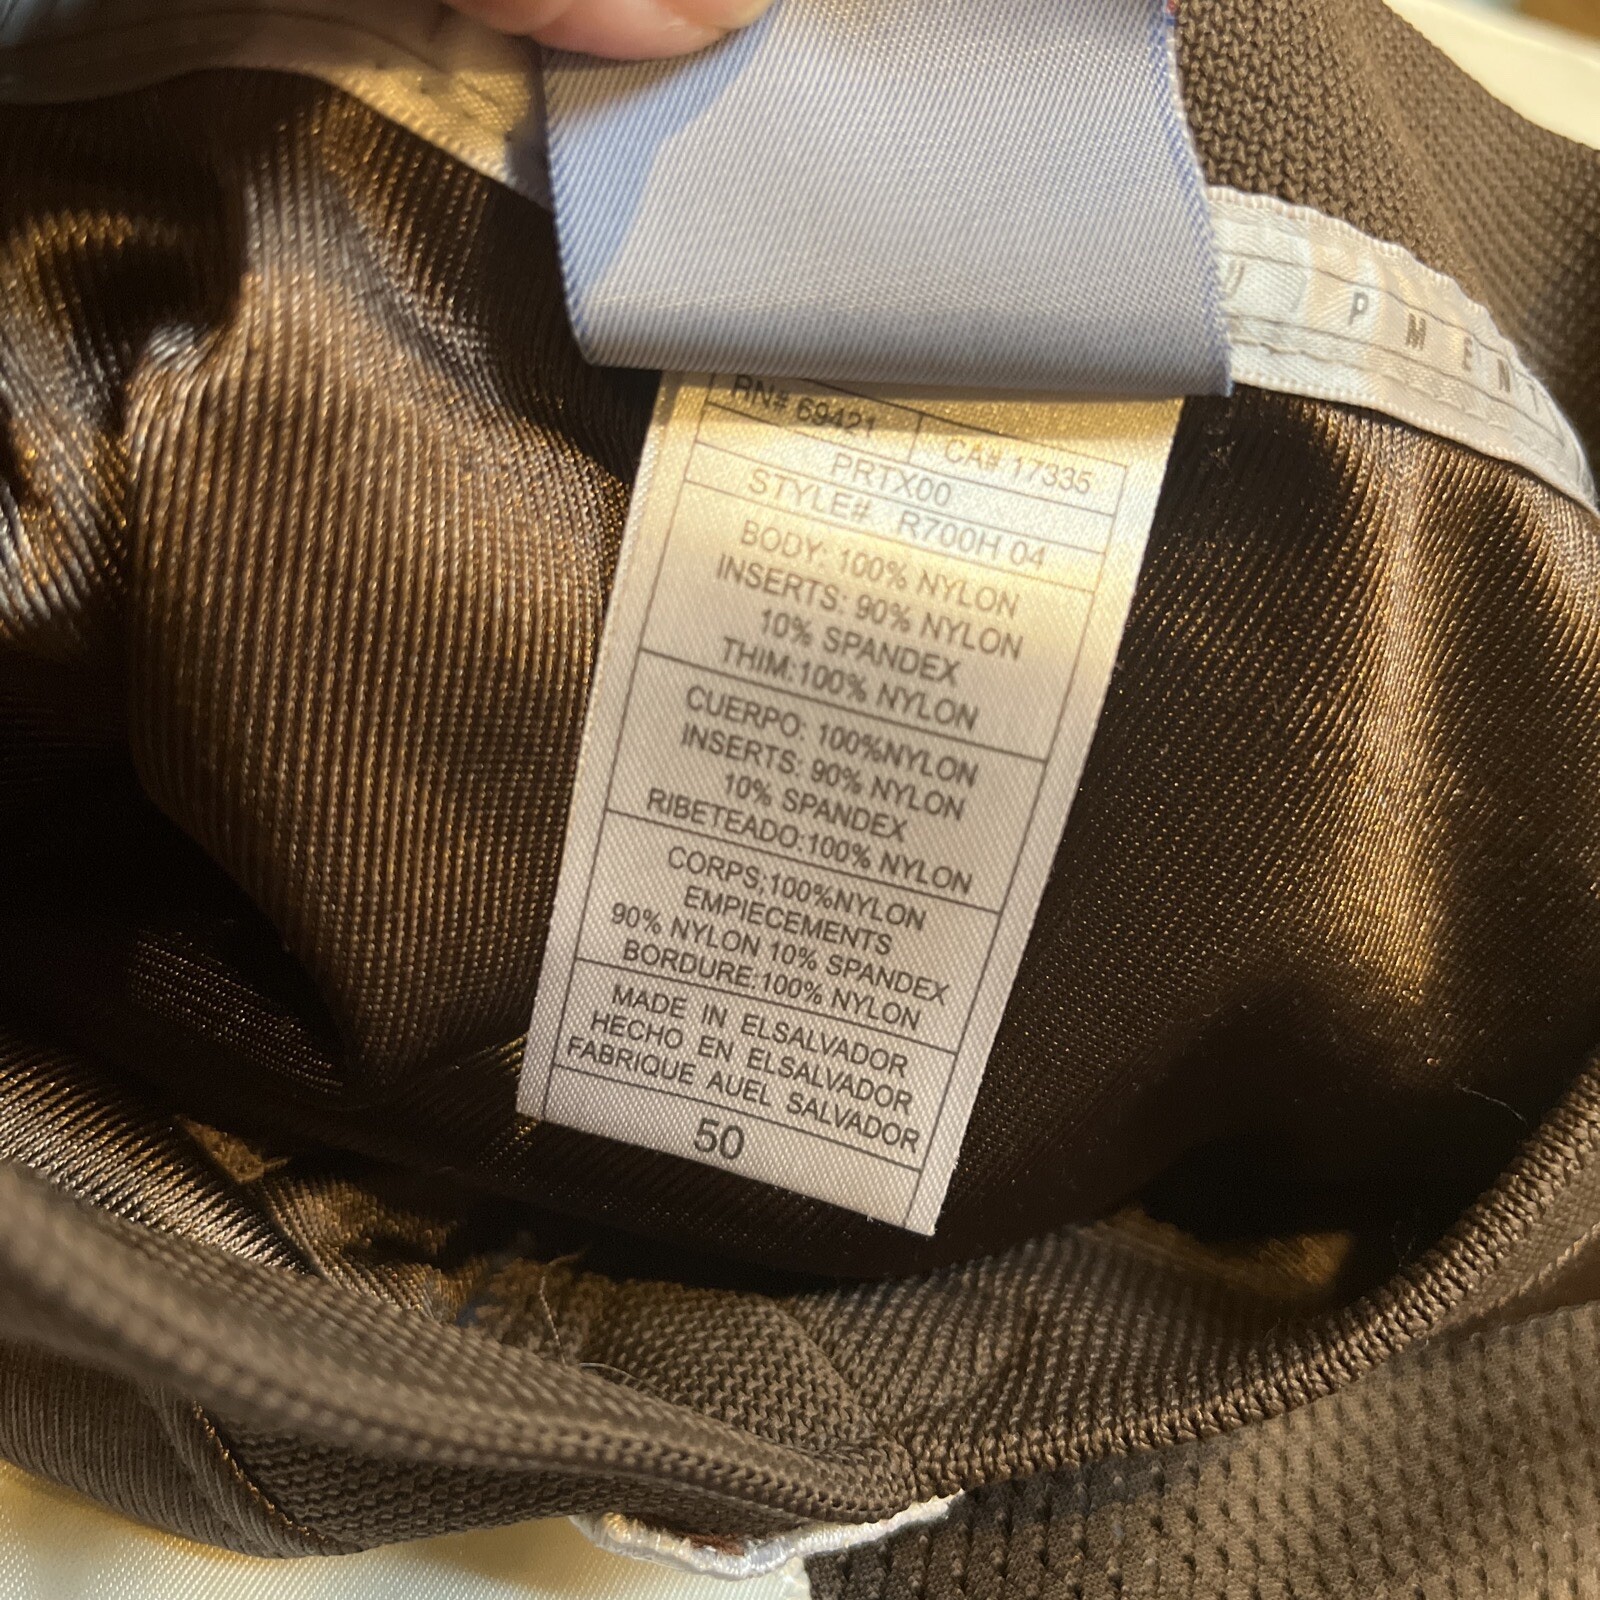 U P M E N T
RN# 69421 CA# 17335
PRTX00
STYLE# R700H 04
BODY: 100% NYLON
INSERTS: 90% NYLON
10% SPANDEX
THIM:100% NYLON
CUERPO: 100%NYLON
INSERTS: 90% NYLON
10% SPANDEX
RIBETEADO:100% NYLON
CORPS,100%NYLON
EMPIECEMENTS
90% NYLON 10% SPANDEX
BORDURE:100% NYLON
MADE IN ELSALVADOR
HECHO EN ELSALVADOR
FABRIQUE AUEL SALVADOR
50